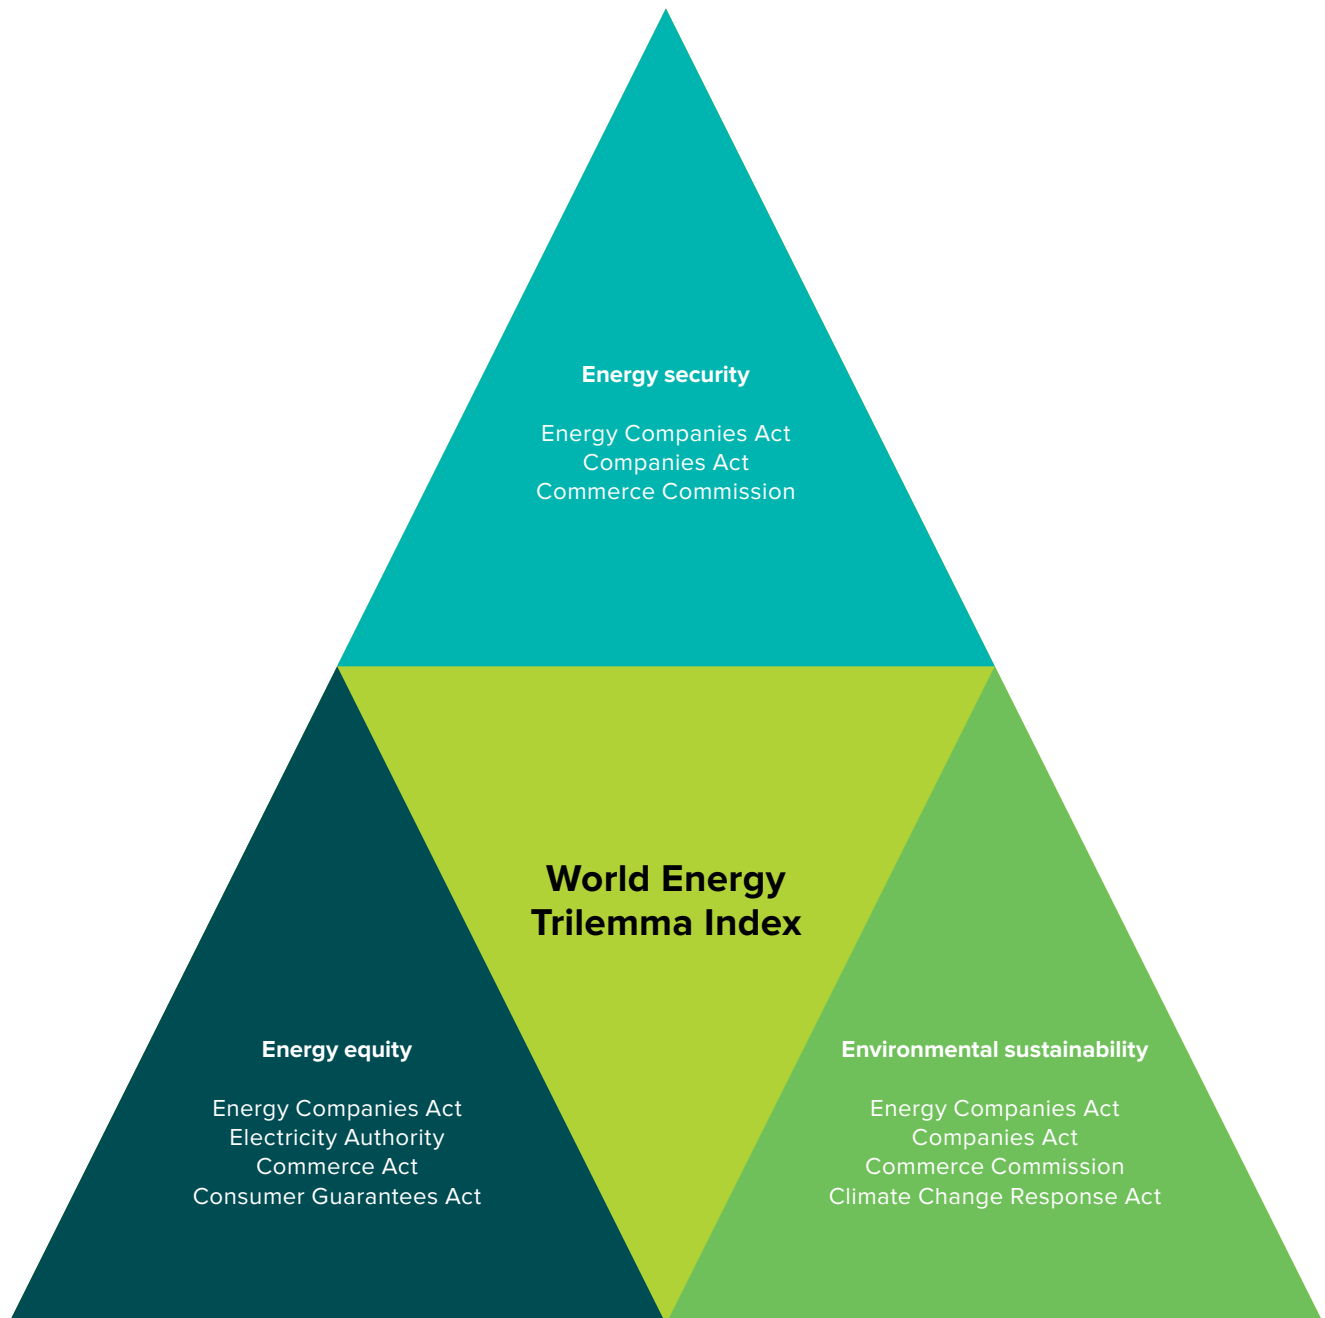 Energy security
Energy Companies Act
Companies Act
Commerce Commission
World Energy
Trilemma Index
Energy equity
Energy Companies Act
Electricity Authority
Commerce Act
Consumer Guarantees Act
Environmental sustainability
Energy Companies Act
Companies Act
Commerce Commission
Climate Change Response Act